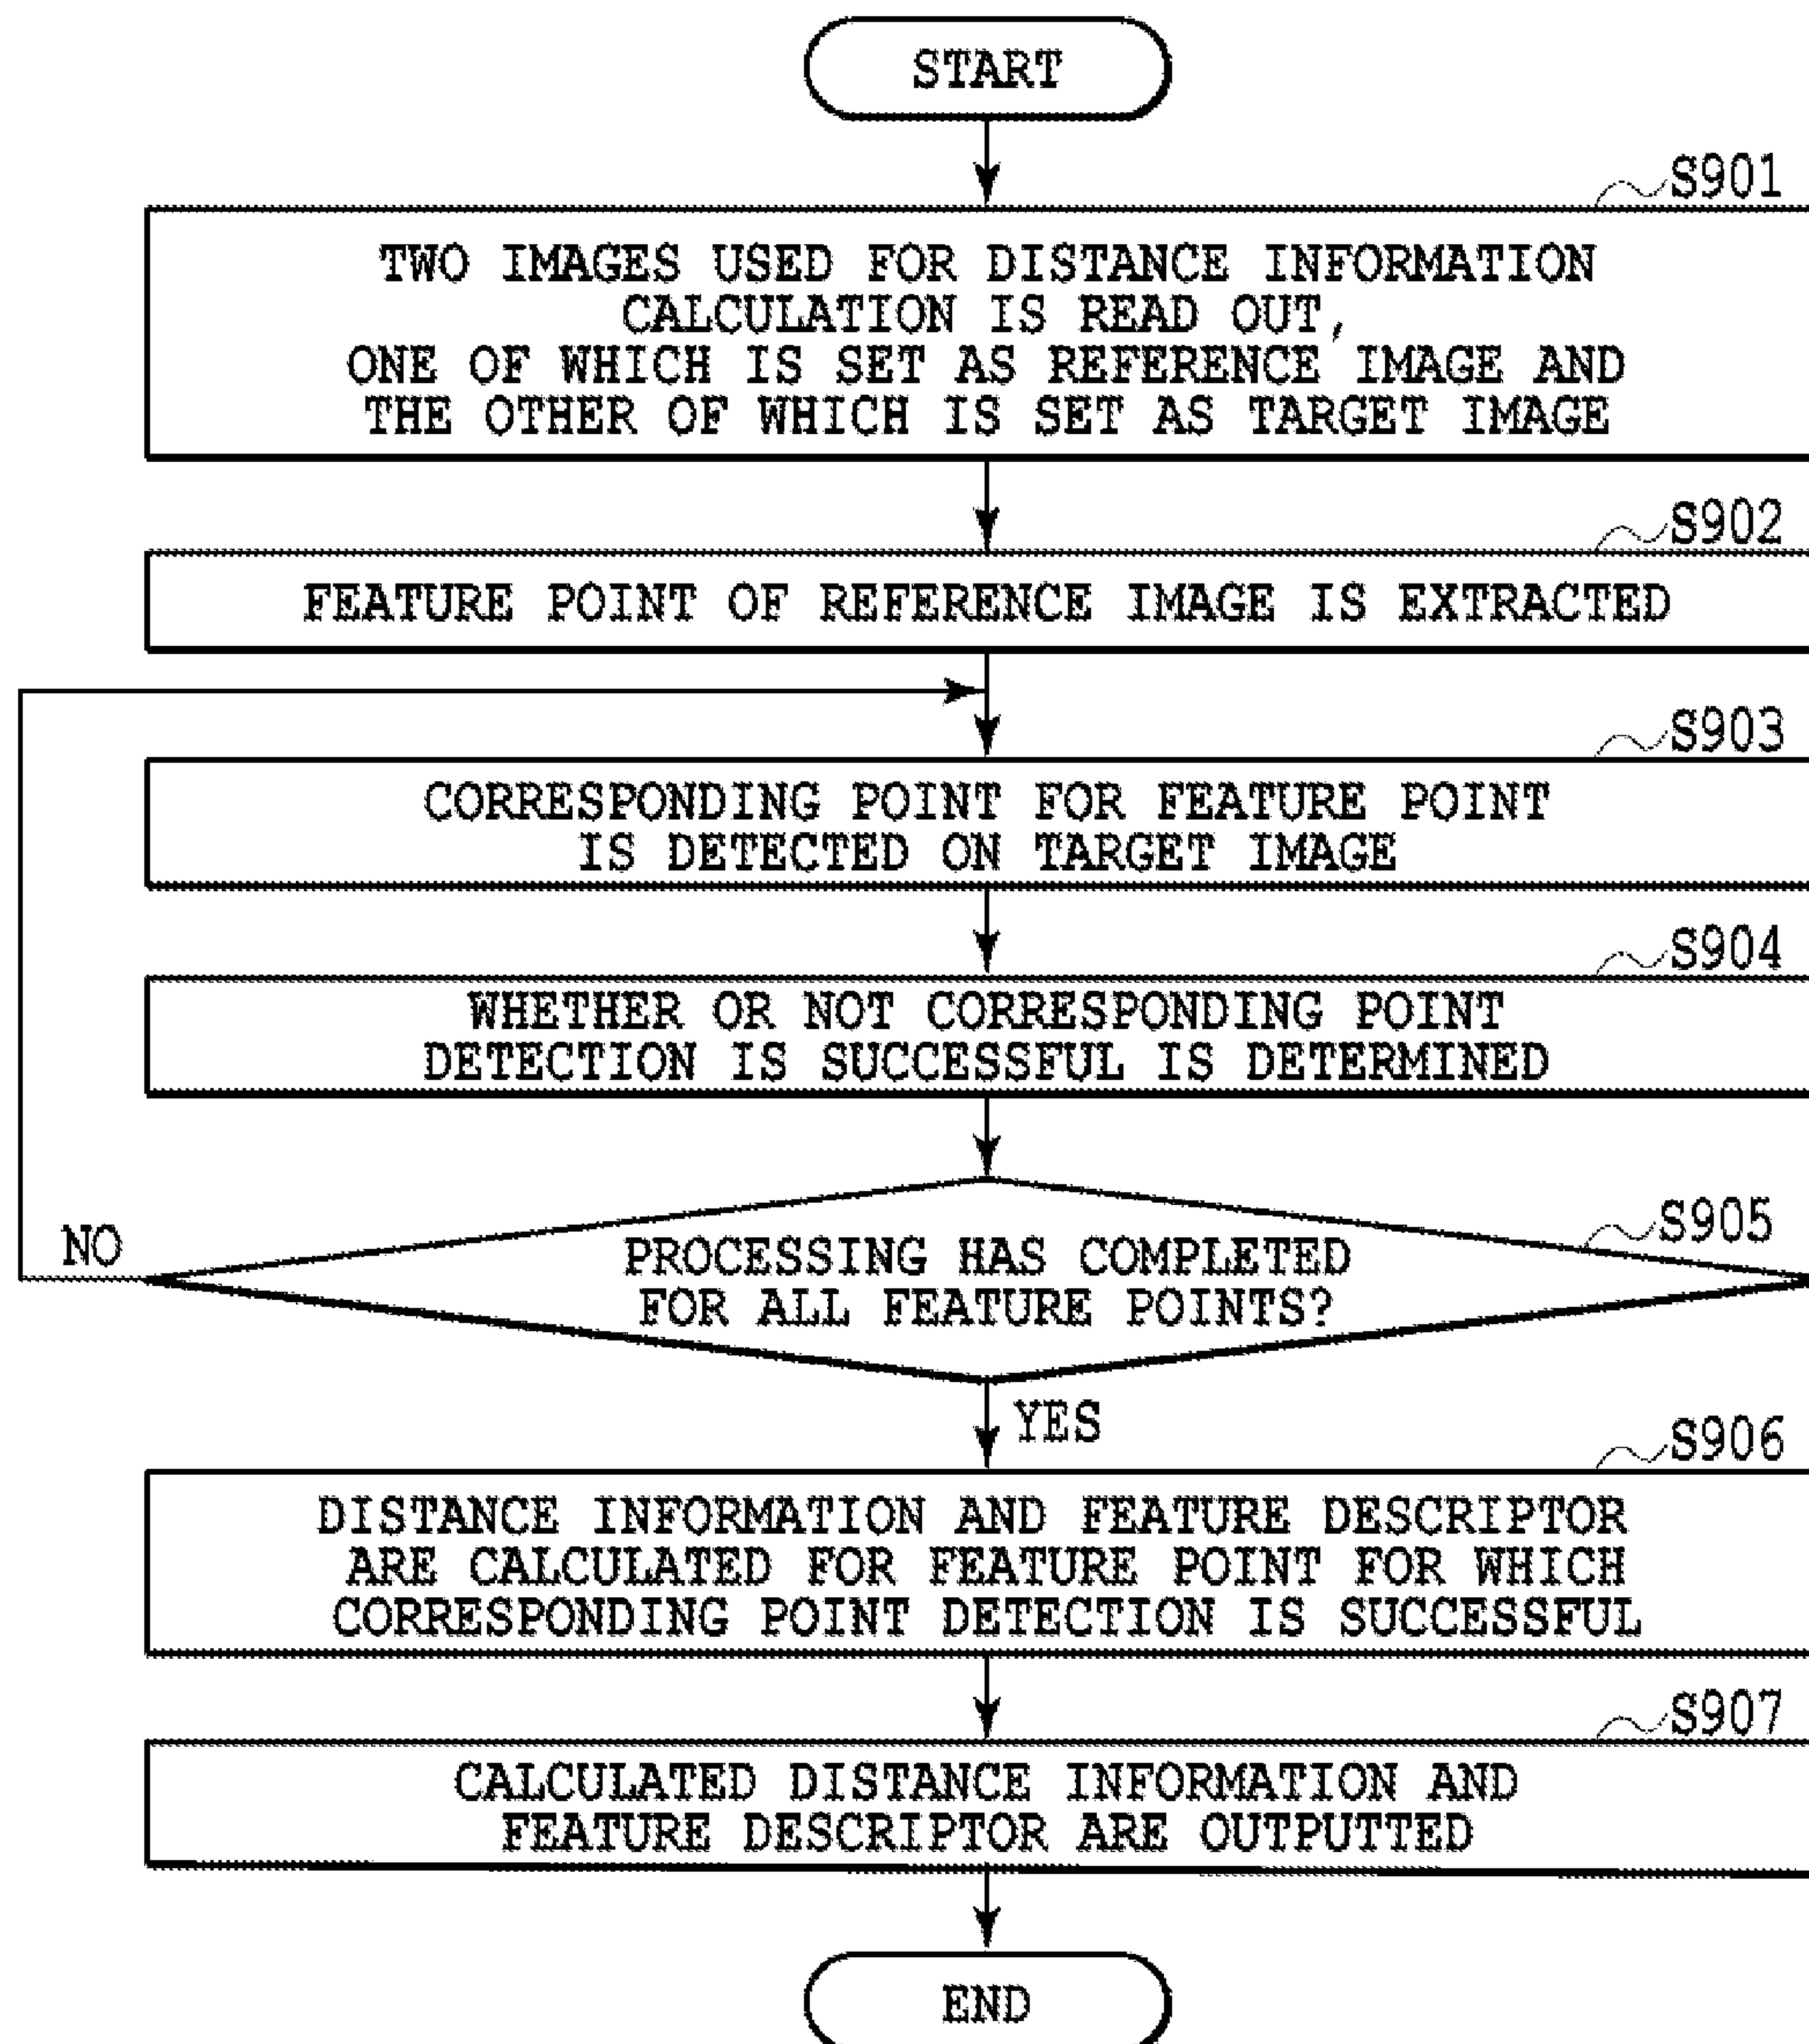 START
S901
TWO IMAGES USED FOR DISTANCE INFORMATION
CALCULATION IS READ OUT,
ONE OF WHICH IS SET AS REFERENCE IMAGE AND
THE OTHER OF WHICH IS SET AS TARGET IMAGE
S902
FEATURE POINT OF REFERENCE IMAGE IS EXTRACTED
S903
CORRESPONDING POINT FOR FEATURE POINT
IS DETECTED ON TARGET IMAGE
S904
WHETHER OR NOT CORRESPONDING POINT
DETECTION IS SUCCESSFUL IS DETERMINED
S905
NO
PROCESSING HAS COMPLETED
FOR ALL FEATURE POINTS?
YES
S906
DISTANCE INFORMATION AND FEATURE DESCRIPTOR
ARE CALCULATED FOR FEATURE POINT FOR WHICH
CORRESPONDING POINT DETECTION IS SUCCESSFUL
S907
CALCULATED DISTANCE INFORMATION AND
FEATURE DESCRIPTOR ARE OUTPUTTED
END